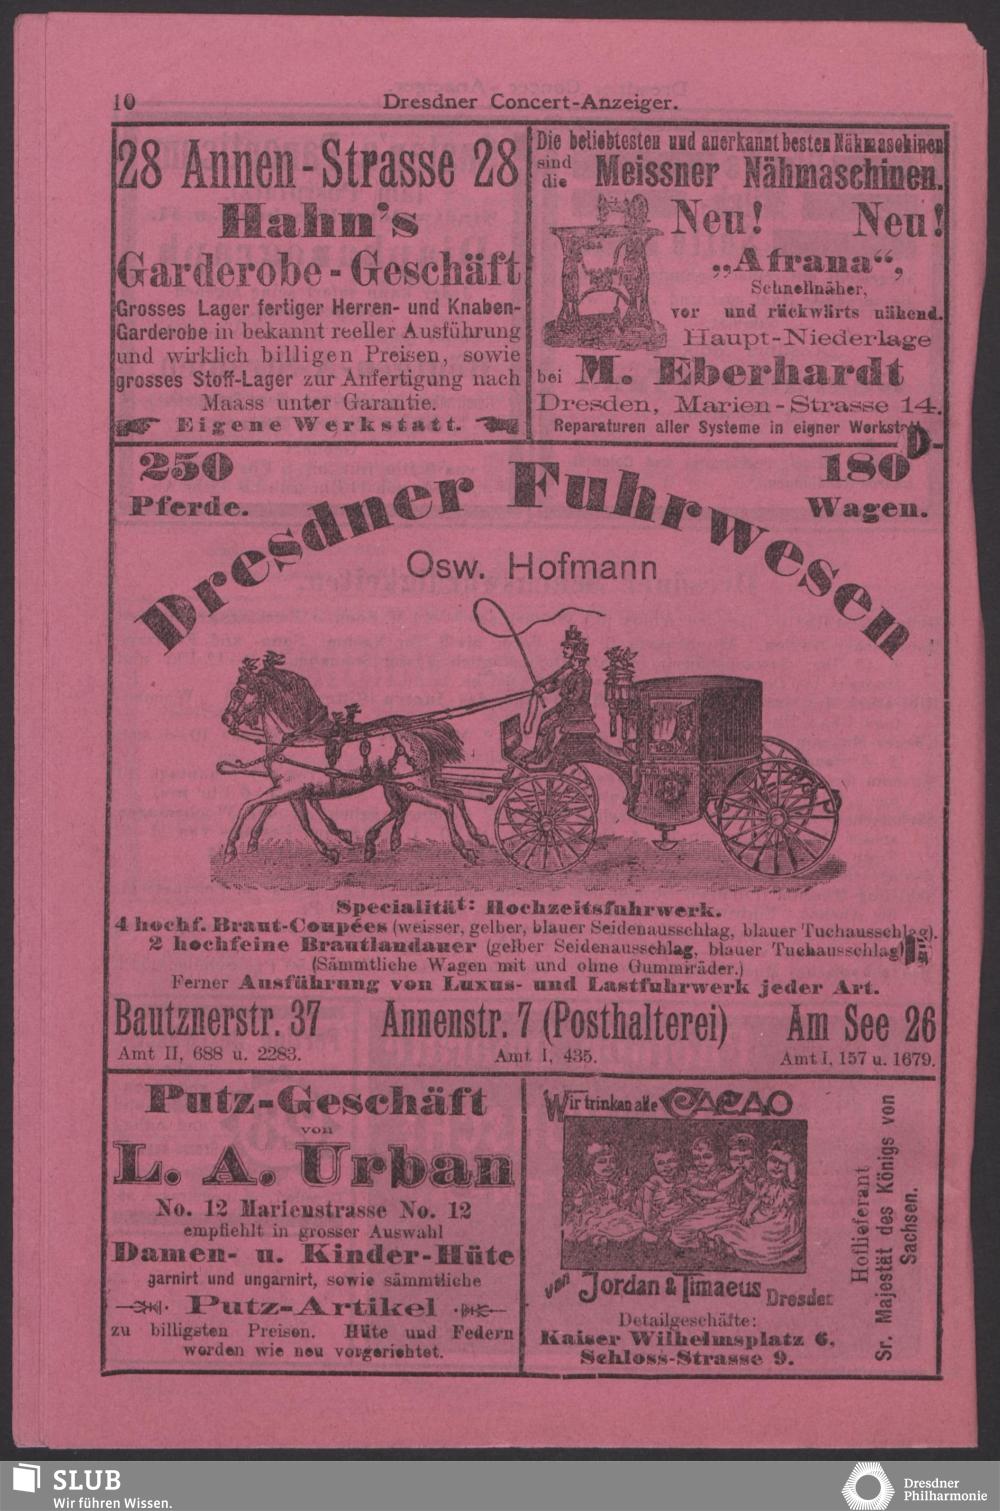 10
Dresdner Concert-Anzeiger.
28 Annen-Strasse 28
Hahn's
Garderobe-Geschäft
Grosses Lager fertiger Herren- und Knaben-
Garderobe in bekannt reeller Ausführung
und wirklich billigen Preisen, sowie
grosses Stoff-Lager zur Anfertigung nach
Maass unter Garantie.
Eigene Werkstatt.
Die beliebtesten und anerkannt besten Nähmaschinen
sind die Meissner Nähmaschinen.
Neu! Neu!
„Afrana“,
Schnellnäher,
vor und rückwärts nähend.
Haupt-Niederlage
bei M. Eberhardt
Dresden, Marien-Strasse 14.
Reparaturen aller Systeme in eigner
250
Pferde.
180
Wagen.
Dresdner Fuhrwesen
Osw. Hofmann
Specialität: Hochzeitsfuhrwerk.
4 hochf. Braut-Coupées (weisser, gelber, blauer Seidenausschlag, blauer Tuchausschlag).
2 hochfeine Brautlandauer (gelber Seidenausschlag, blauer Tuchausschlag)
(Sämmtliche Wagen mit und ohne Gummiräder.)
Ferner Ausführung von Luxus- und Lastfuhrwerk jeder Art.
Bautznerstr. 37 Annenstr. 7 (Posthalterei) Am See 26
Amt II, 688 u. 2283. Amt I, 435. Amt I, 157 u. 1679.
Putz-Geschäft
von
L. A. Urban
No. 12 Marienstrasse No. 12
empfiehlt in grosser Auswahl
Damen- u. Kinder-Hüte
garnirt und ungarnirt, sowie sämmtliche
Putz-Artikel
zu billigsten Preisen. Hüte und Federn
werden wie neu vorgerichtet.
Wir trinken alle CACAO
von Jordan & Timaeus Dresden
Detailgeschäfte:
Kaiser Wilhelmsplatz 6,
Schloss-Strasse 9.
Hoflieferant
Sr. Majestät des Königs von
Sachsen.
SLUB
Wir führen Wissen.
Dresdner
Philharmonie